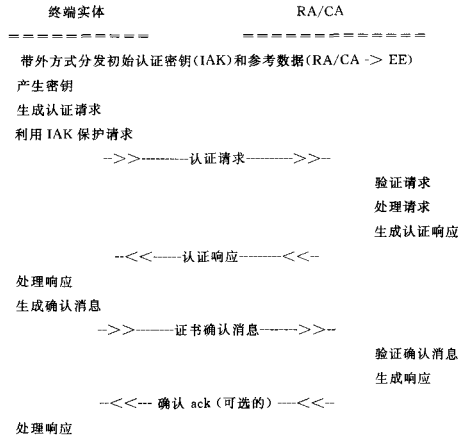 终端实体 RA/CA
============== ====================
带外方式分发初始认证密钥(IAK)和参考数据(RA/CA -> EE)
产生密钥
生成认证请求
利用 IAK 保护请求
->>---------认证请求---------->>--
验证请求
处理请求
生成认证响应
--<<------认证响应--------<<--
处理响应
生成确认消息
->>-------证书确认消息------->>--
验证确认消息
生成响应
--<<--- 确认 ack (可选的) ----<<--
处理响应